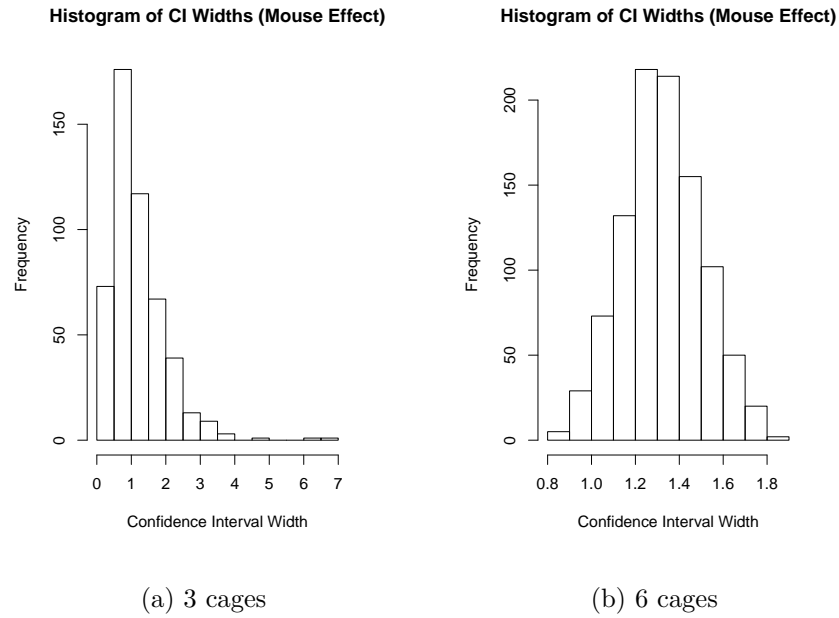 Histogram of CI Widths (Mouse Effect)
Frequency
150
100
50
0
0 1 2 3 4 5 6 7
Confidence Interval Width
(a) 3 cages
Histogram of CI Widths (Mouse Effect)
Frequency
200
150
100
50
0
0.8 1.0 1.2 1.4 1.6 1.8
Confidence Interval Width
(b) 6 cages